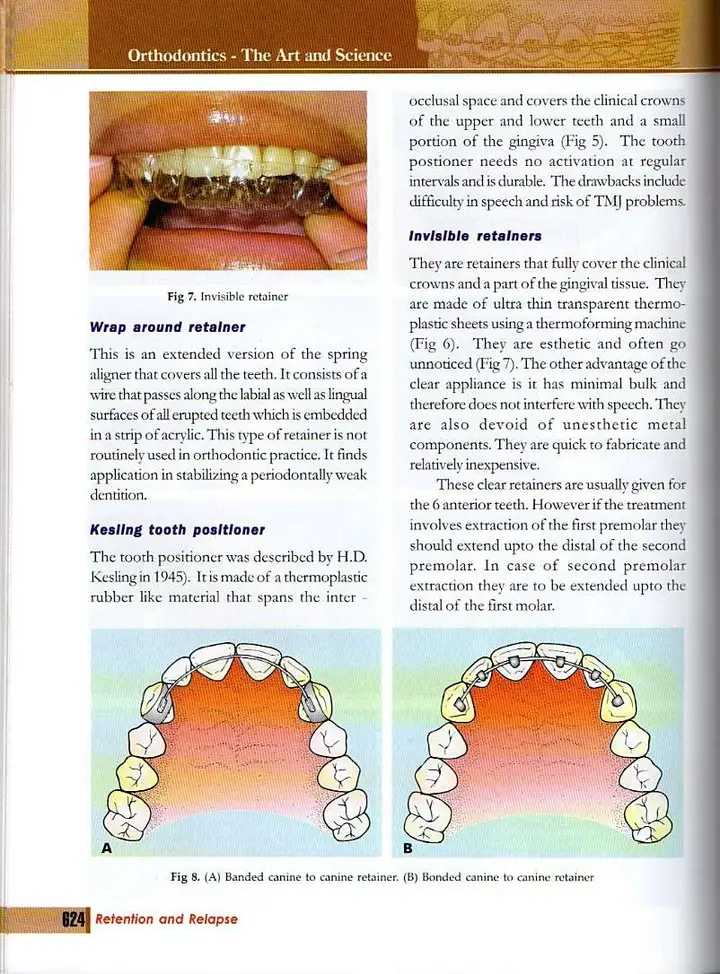 Orthodontics - The Art and Science
Fig 7. Invisible retainer
Wrap around retainer
This is an extended version of the spring
aligner that covers all the teeth. It consists of a
wire that passes along the labial as well as lingual
surfaces of all erupted teeth which is embedded
in a strip of acrylic. This type of retainer is not
routinely used in orthodontic practice. It finds
application in stabilizing a periodontally weak
dentition.
Kesling tooth positioner
The tooth positioner was described by H.D.
Kesling in 1945). It is made of a thermoplastic
rubber like material that spans the inter -
occlusal space and covers the clinical crowns
of the upper and lower teeth and a small
portion of the gingiva (Fig 5). The tooth
postioner needs no activation at regular
intervals and is durable. The drawbacks include
difficulty in speech and risk of TMJ problems.
Invisible retainers
They are retainers that fully cover the clinical
crowns and a part of the gingival tissue. They
are made of ultra thin transparent thermo-
plastic sheets using a thermoforming machine
(Fig 6). They are esthetic and often go
unnoticed (Fig 7). The other advantage of the
clear appliance is it has minimal bulk and
therefore does not interfere with speech. They
are also devoid of unesthetic metal
components. They are quick to fabricate and
relatively inexpensive.
These clear retainers are usually given for
the 6 anterior teeth. However if the treatment
involves extraction of the first premolar they
should extend upto the distal of the second
premolar. In case of second premolar
extraction they are to be extended upto the
distal of the first molar.
A
B
Fig 8. (A) Banded canine to canine retainer. (B) Bonded canine to canine retainer
624 Retention and Relapse